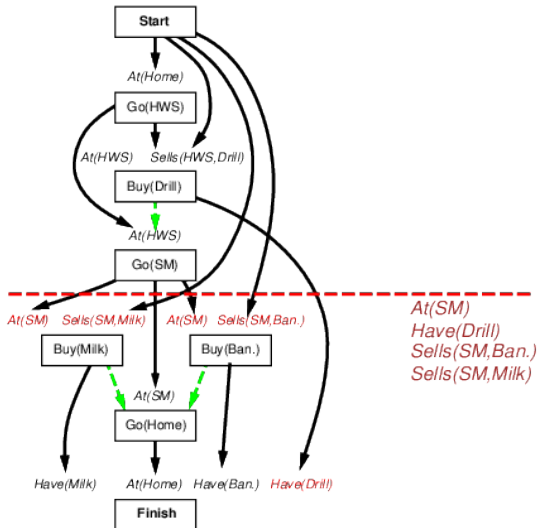 Start
At(Home)
Go(HWS)
At(HWS) Sells(HWS,Drill)
Buy(Drill)
At(HWS)
Go(SM)
At(SM) Sells(SM,Milk) At(SM) Sells(SM,Ban.)
Buy(Milk) Buy(Ban.)
At(SM)
Go(Home)
Have(Milk) At(Home) Have(Ban.) Have(Drill)
Finish
At(SM)
Have(Drill)
Sells(SM,Ban.)
Sells(SM,Milk)